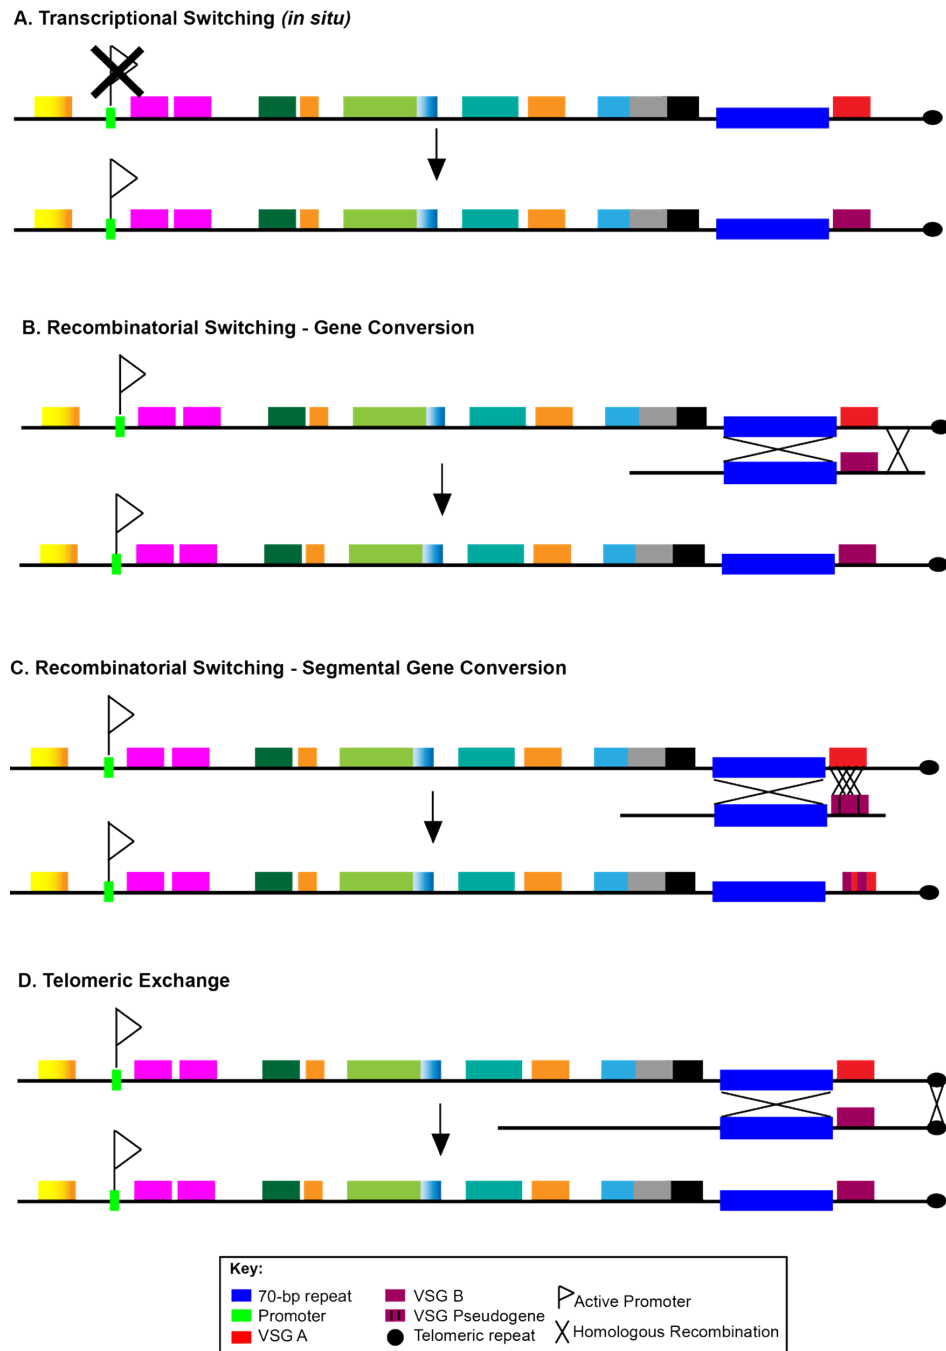 A. Transcriptional Switching (in situ)
B. Recombinatorial Switching - Gene Conversion
C. Recombinatorial Switching - Segmental Gene Conversion
D. Telomeric Exchange
Key:
70-bp repeat
Promoter
VSG A
VSG B
VSG Pseudogene
Telomeric repeat
Active Promoter
Homologous Recombination